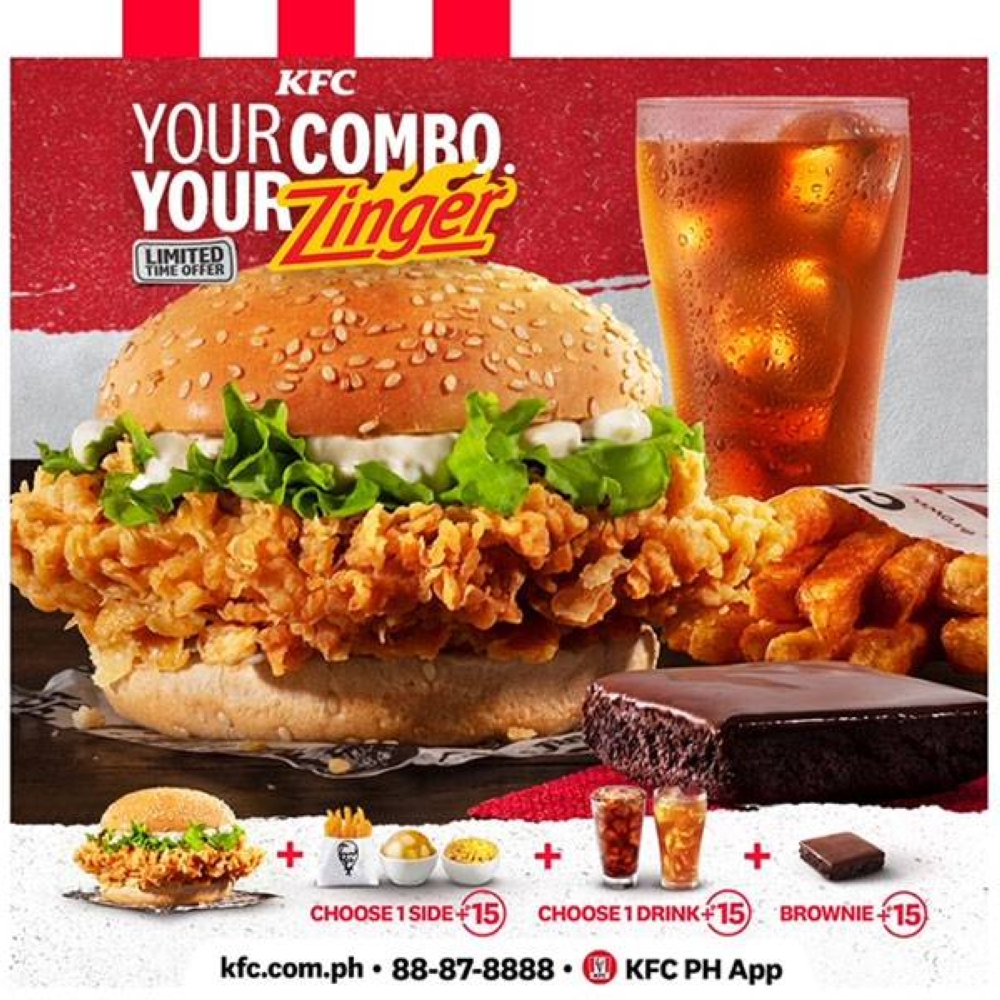 KFC
YOUR COMBO.
YOUR Zinger
LIMITED
TIME OFFER
CHOOSE 1 SIDE +15
CHOOSE 1 DRINK +15
BROWNIE +15
kfc.com.ph • 88-87-8888 • KFC PH App